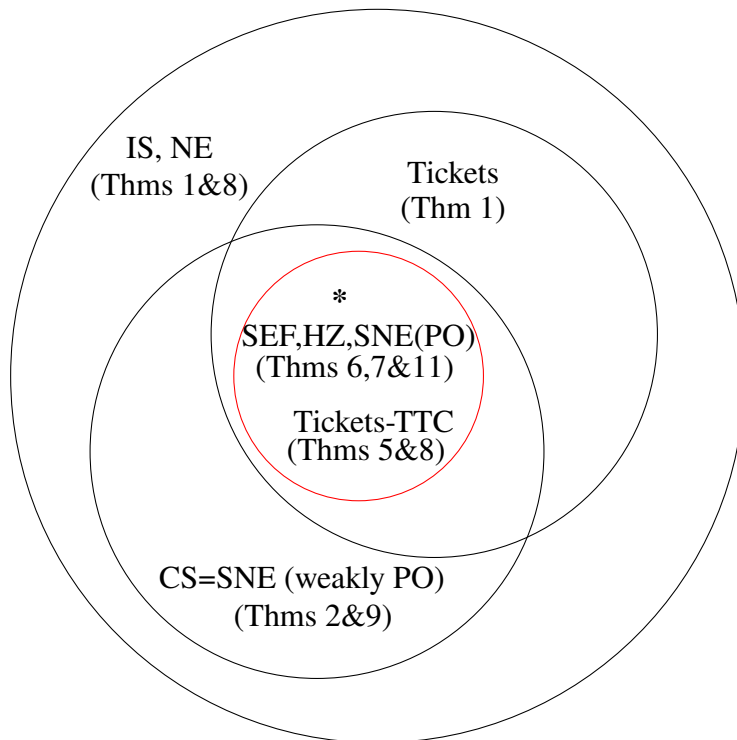 IS, NE
(Thms 1&8)
Tickets
(Thm 1)
*
SEF,HZ,SNE(PO)
(Thms 6,7&11)
Tickets-TTC
(Thms 5&8)
CS=SNE (weakly PO)
(Thms 2&9)